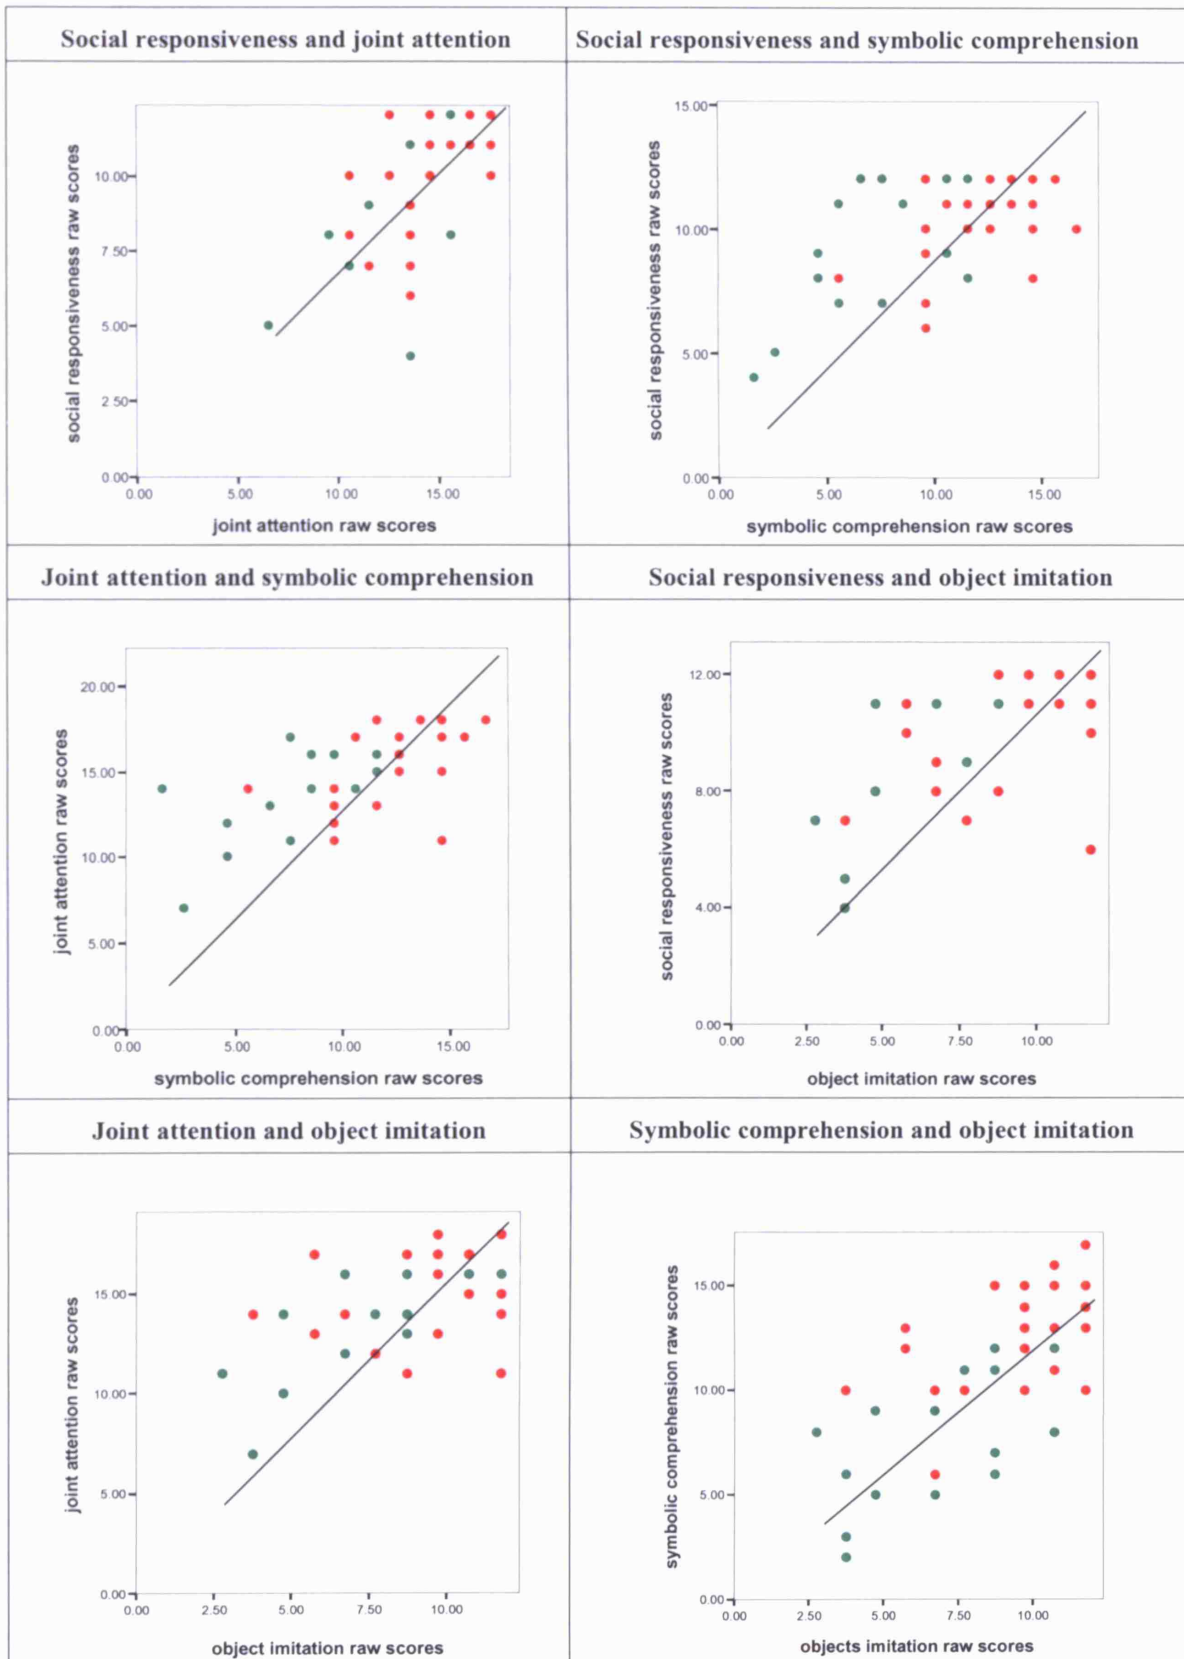 Social responsiveness and joint attention
social responsiveness raw scores
10.00
7.50
5.00
2.50
0.00
0.00 5.00 10.00 15.00
joint attention raw scores
Social responsiveness and symbolic comprehension
social responsiveness raw scores
15.00
10.00
5.00
0.00
0.00 5.00 10.00 15.00
symbolic comprehension raw scores
Joint attention and symbolic comprehension
joint attention raw scores
20.00
15.00
10.00
5.00
0.00
0.00 5.00 10.00 15.00
symbolic comprehension raw scores
Social responsiveness and object imitation
social responsiveness raw scores
12.00
8.00
4.00
0.00
0.00 2.50 5.00 7.50 10.00
object imitation raw scores
Joint attention and object imitation
joint attention raw scores
15.00
10.00
5.00
0.00
0.00 2.50 5.00 7.50 10.00
object imitation raw scores
Symbolic comprehension and object imitation
symbolic comprehension raw scores
15.00
10.00
5.00
0.00
0.00 2.50 5.00 7.50 10.00
objects imitation raw scores